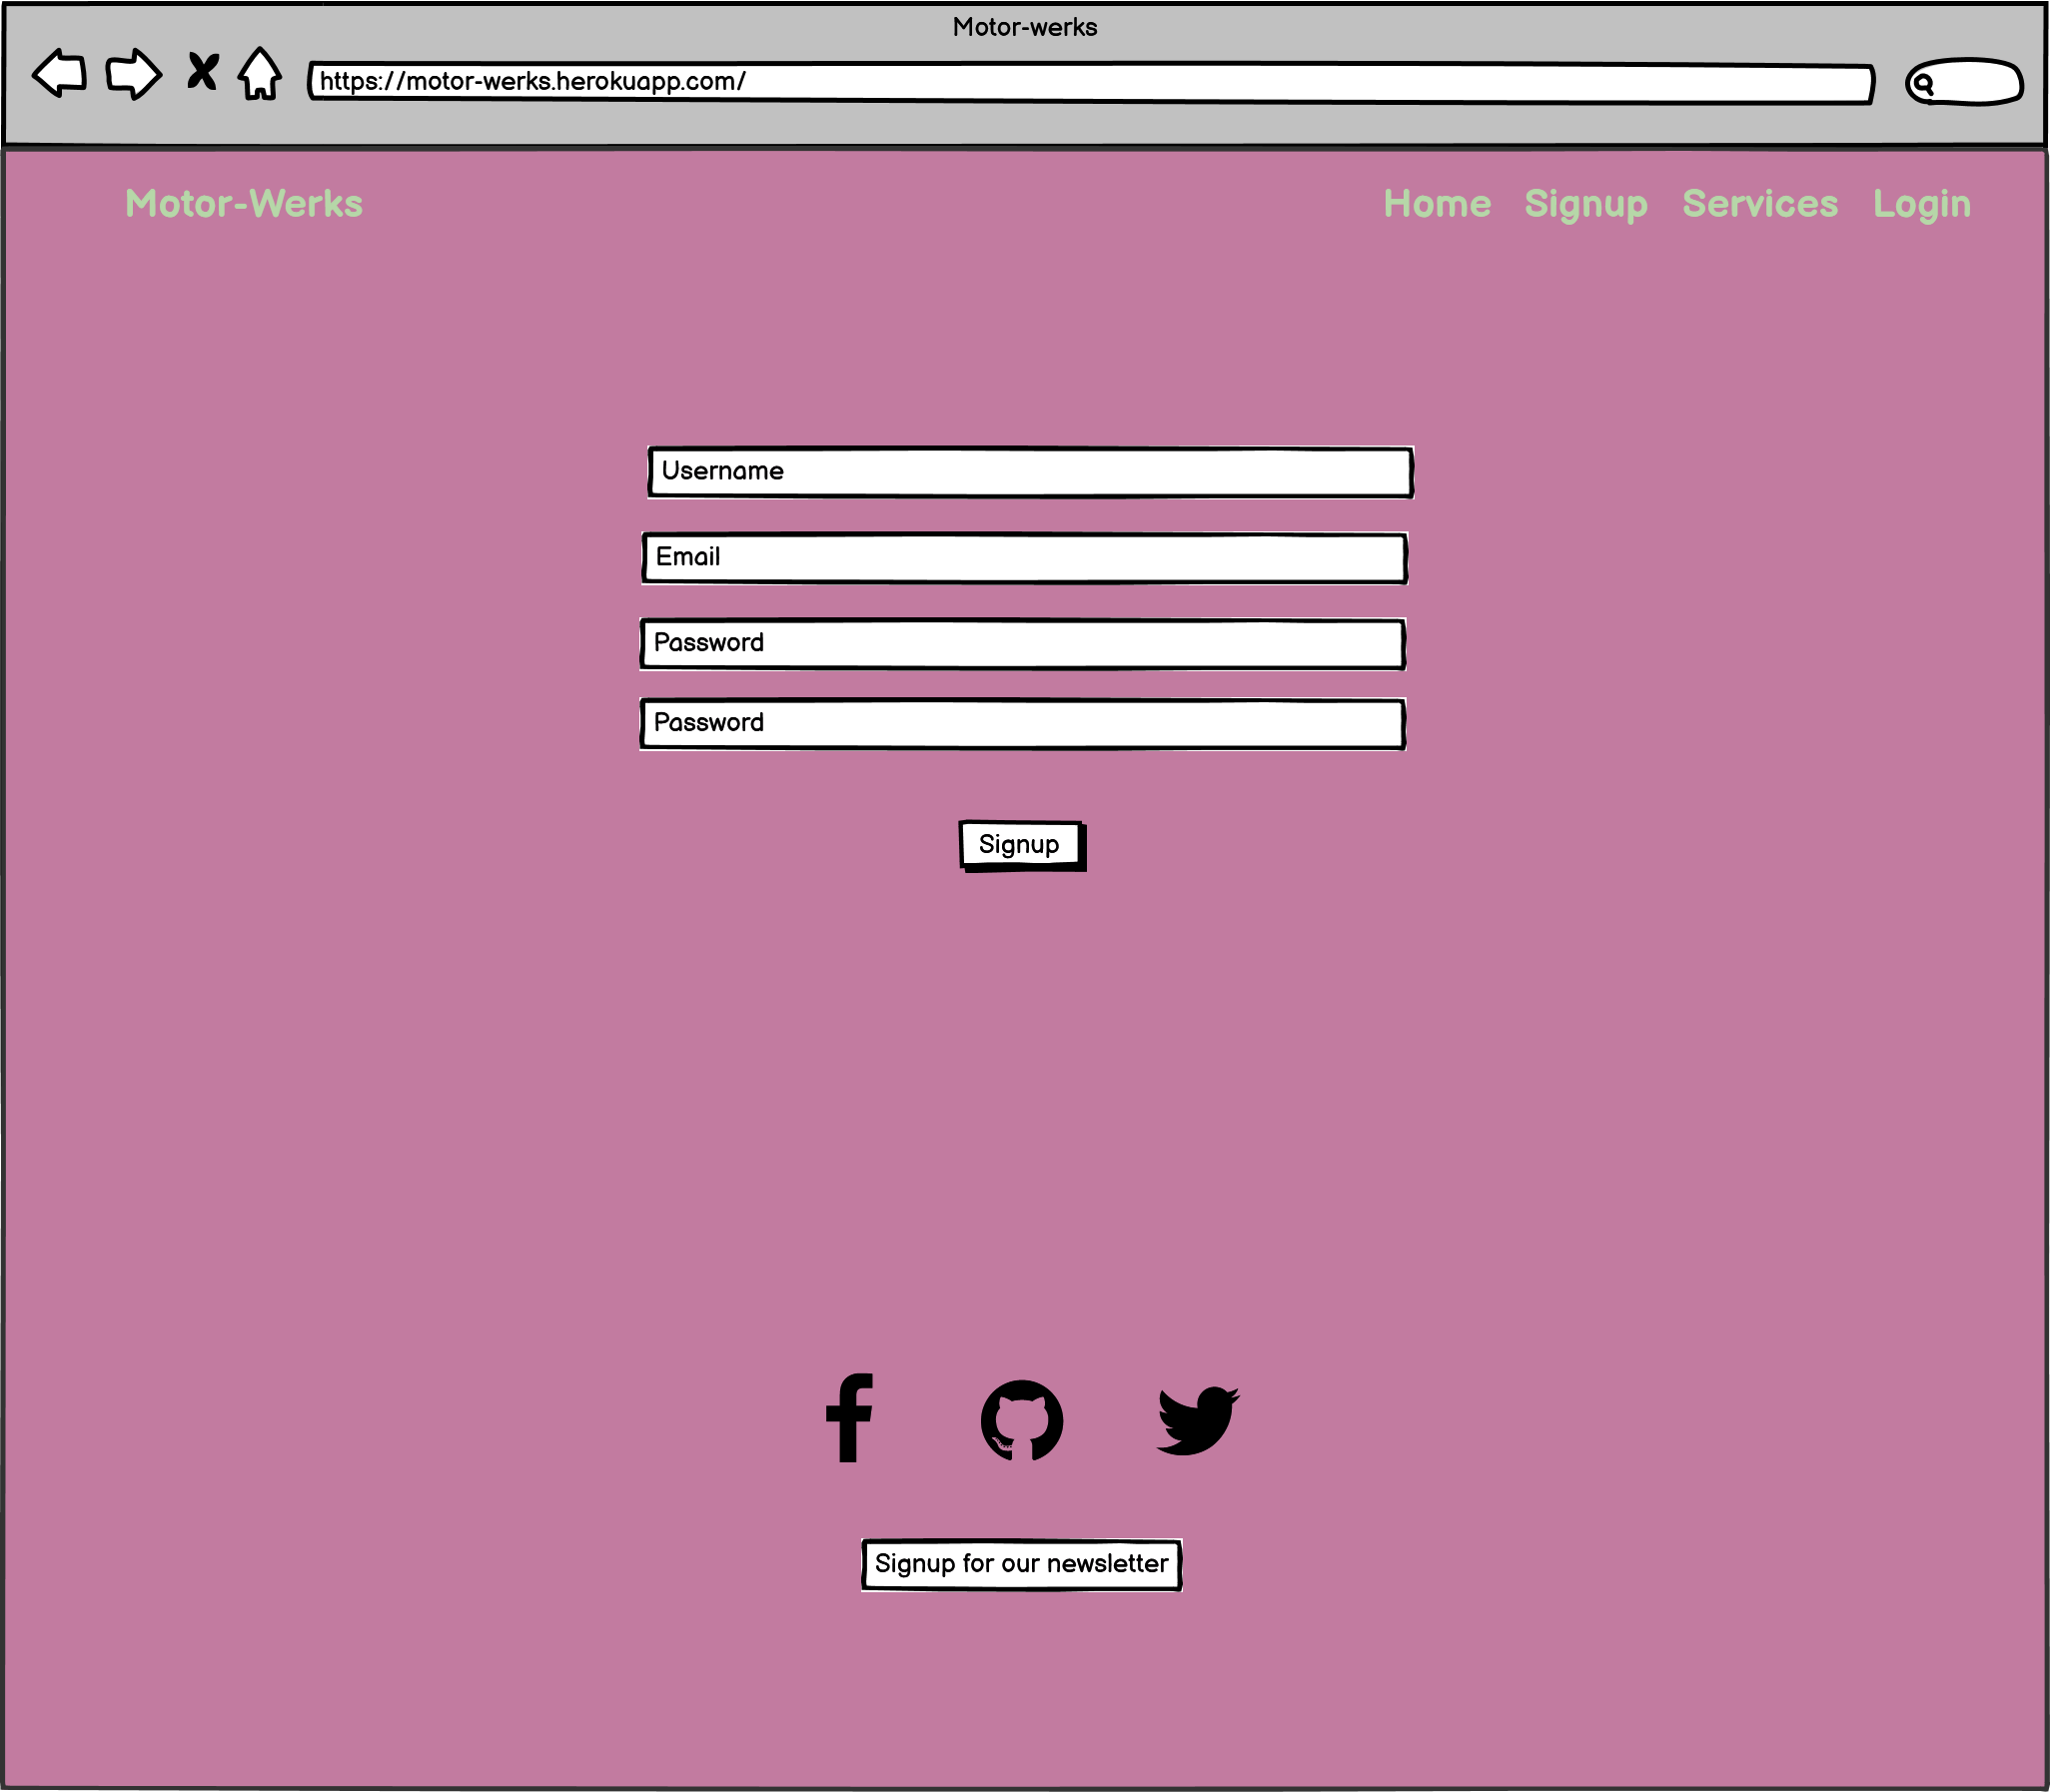 Motor-werks
https://motor-werks.herokuapp.com/
Motor-Werks Home Signup Services Login
Username
Email
Password
Password
Signup
Signup for our newsletter